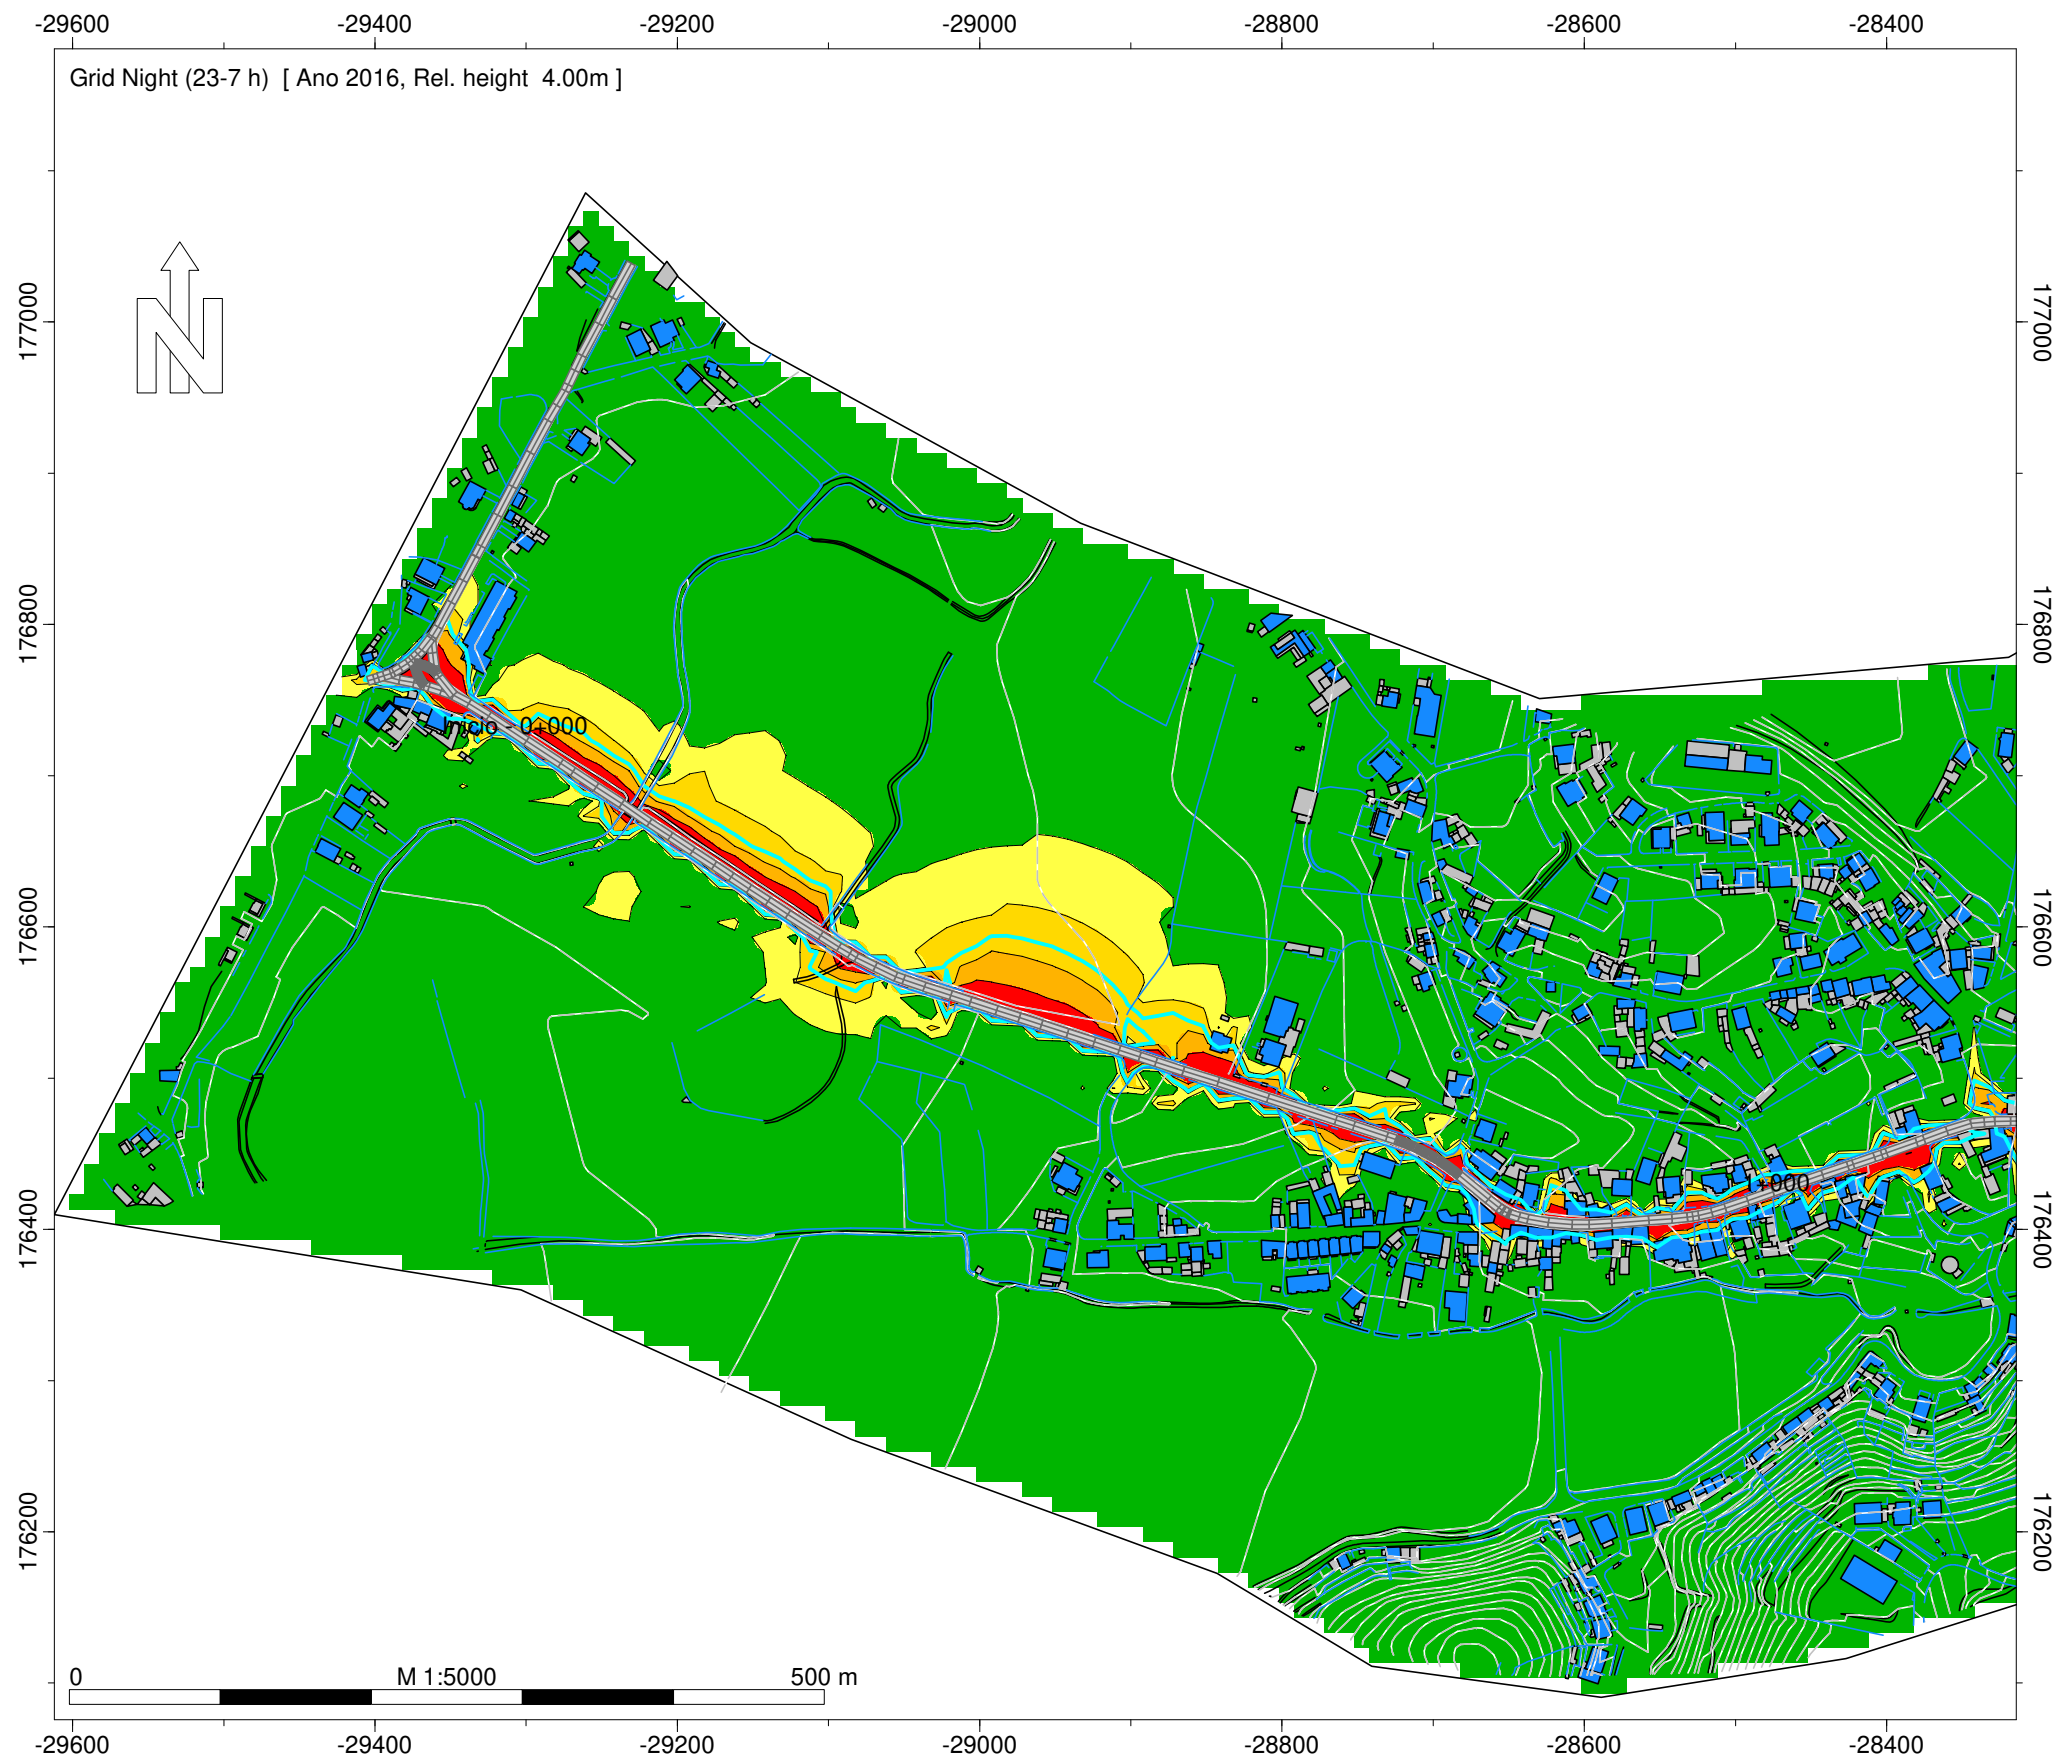 -29600 -29400 -29200 -29000 -28800 -28600 -28400
Grid Night (23-7 h) [ Ano 2016, Rel. height 4.00m ]
N
177000 177000
176800 176800
Inicio - 0+000
176600 176600
1+000
176400 176400
176200 176200
0 M 1:5000 500 m
-29600 -29400 -29200 -29000 -28800 -28600 -28400